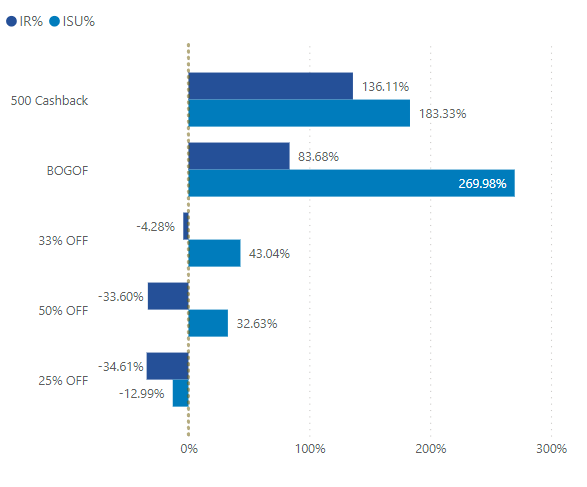 IR% ISU%
500 Cashback
136.11%
183.33%
BOGOF
83.68%
269.98%
33% OFF
-4.28%
43.04%
50% OFF
-33.60%
32.63%
25% OFF
-34.61%
-12.99%
0% 100% 200% 300%